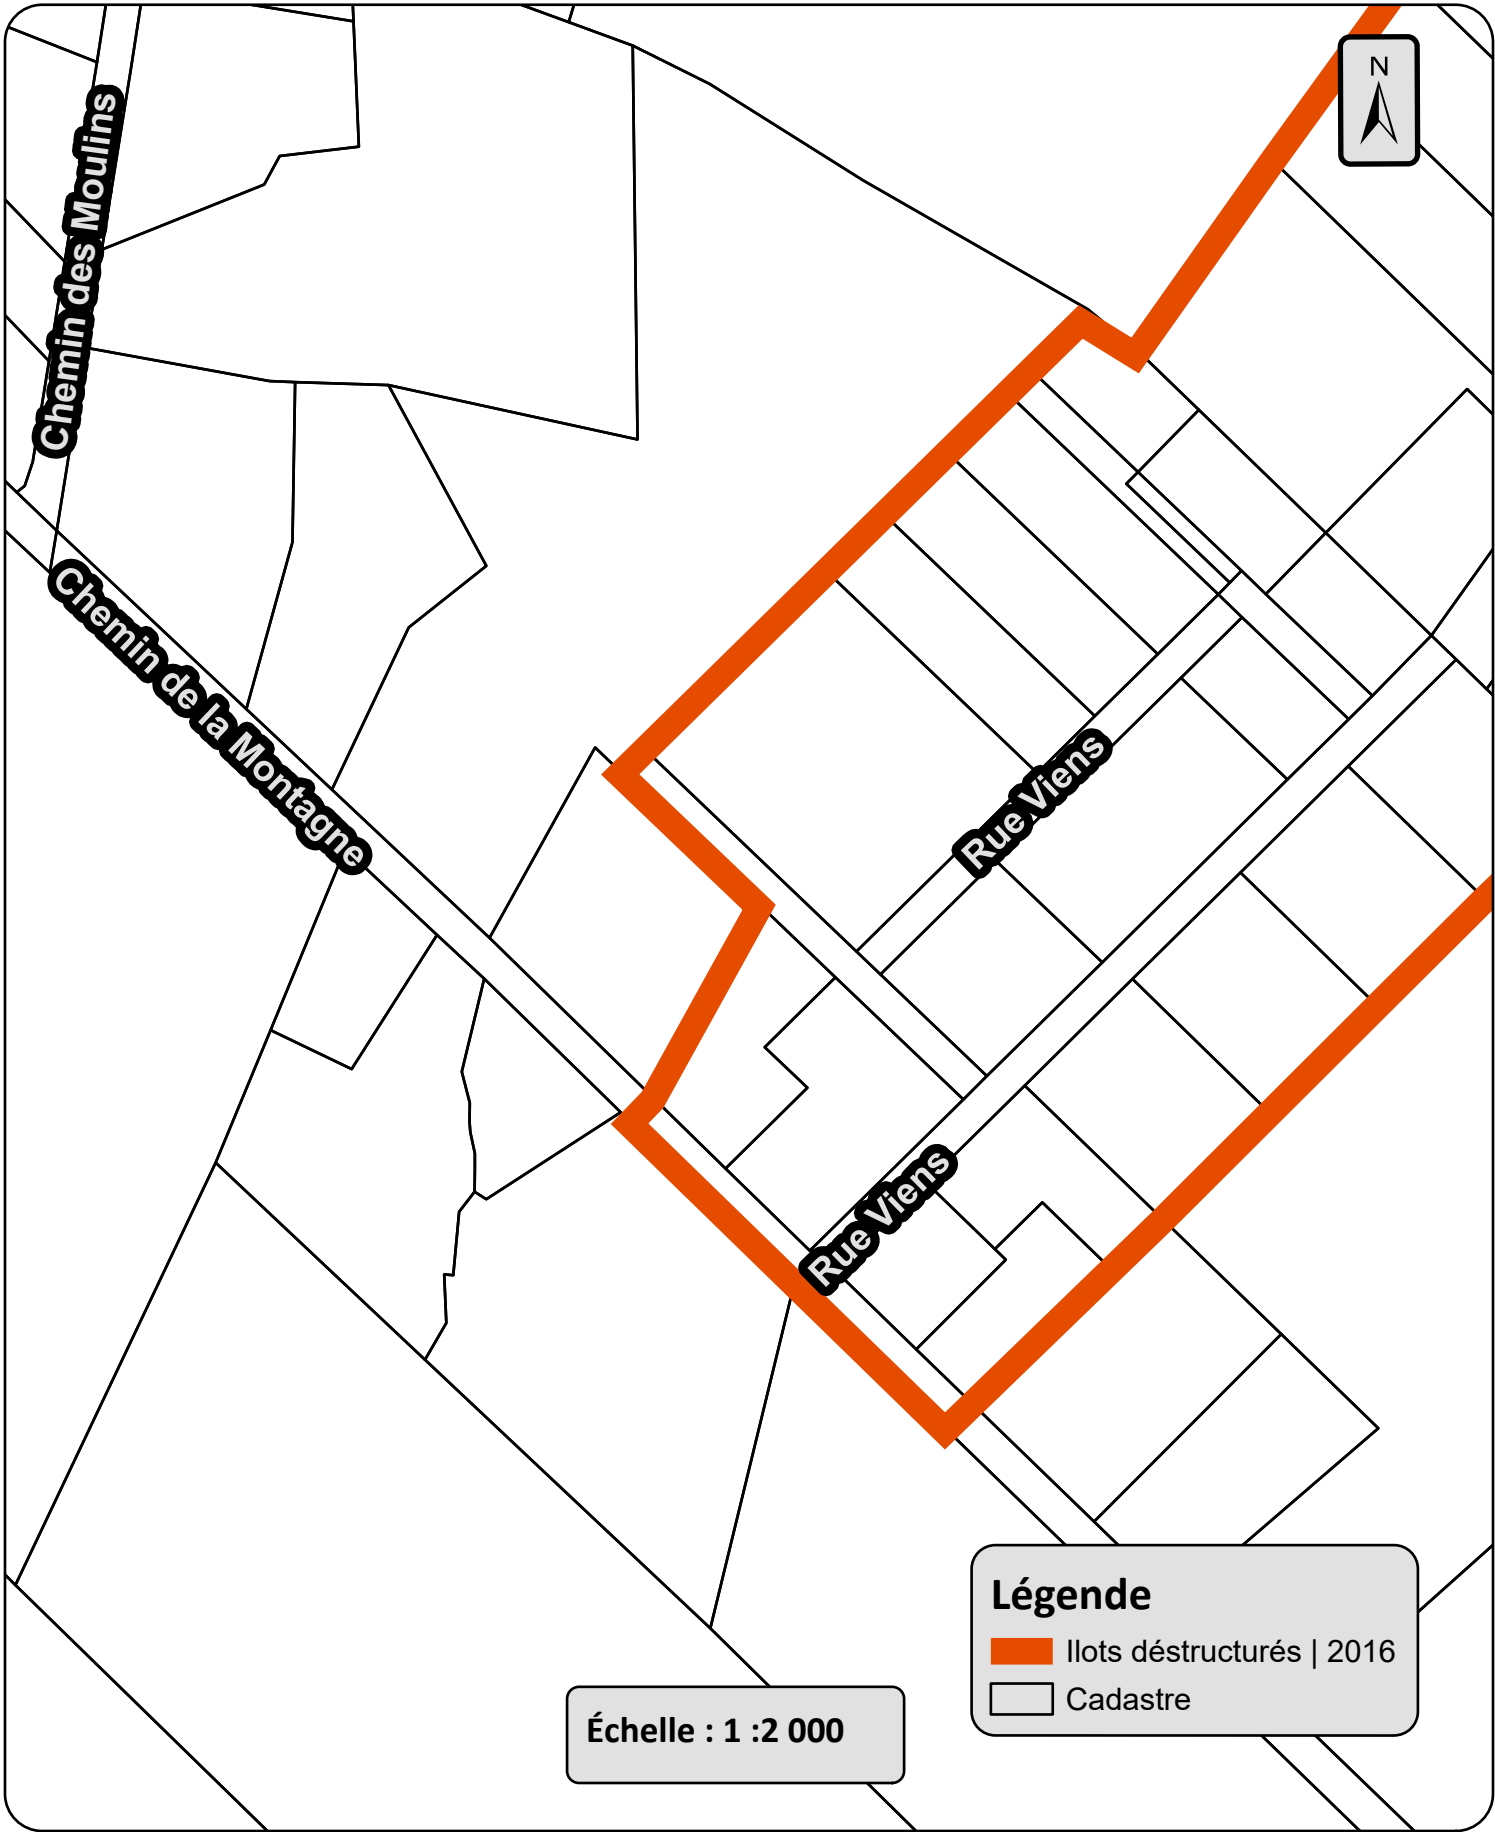 N
Chemin des Moulins
Chemin de la Montagne
Rue Viens
Rue Viens
Légende
Ilots déstructurés | 2016
Cadastre
Échelle : 1 :2 000